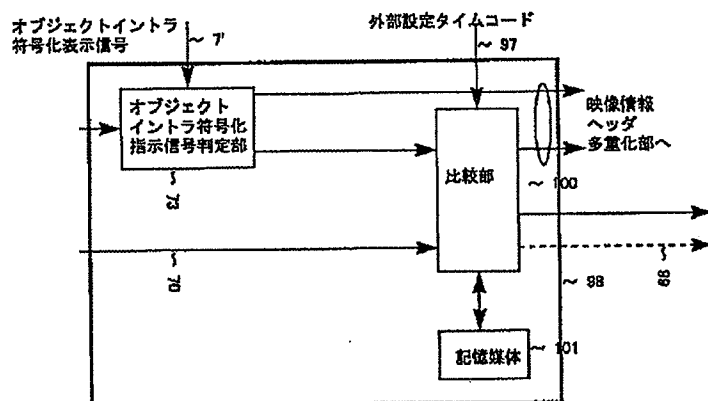 オブジェクトイントラ
符号化表示信号
～ 7'
外部設定タイムコード
～ 97
オブジェクト
イントラ符号化
指示信号判定部
～ 73
比較部
映像情報
ヘッダ
多重化部へ
～ 100
～ 70
～ 98
～ 68
記憶媒体
～ 101